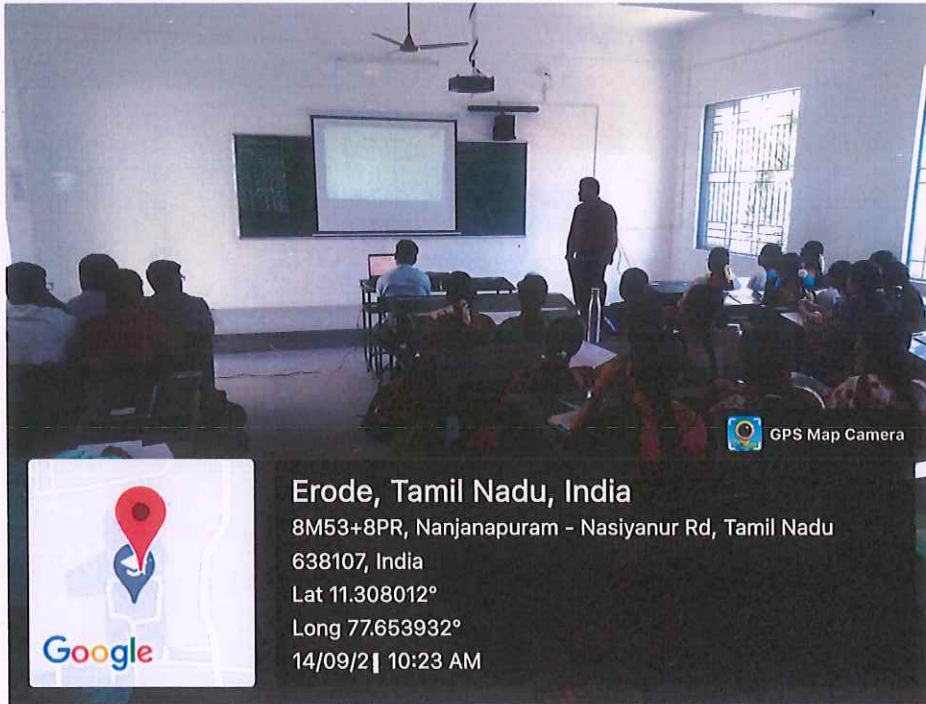 GPS Map Camera
Erode, Tamil Nadu, India
8M53+8PR, Nanjanapuram - Nasiyanur Rd, Tamil Nadu
638107, India
Lat 11.308012°
Long 77.653932°
14/09/21 10:23 AM
Google